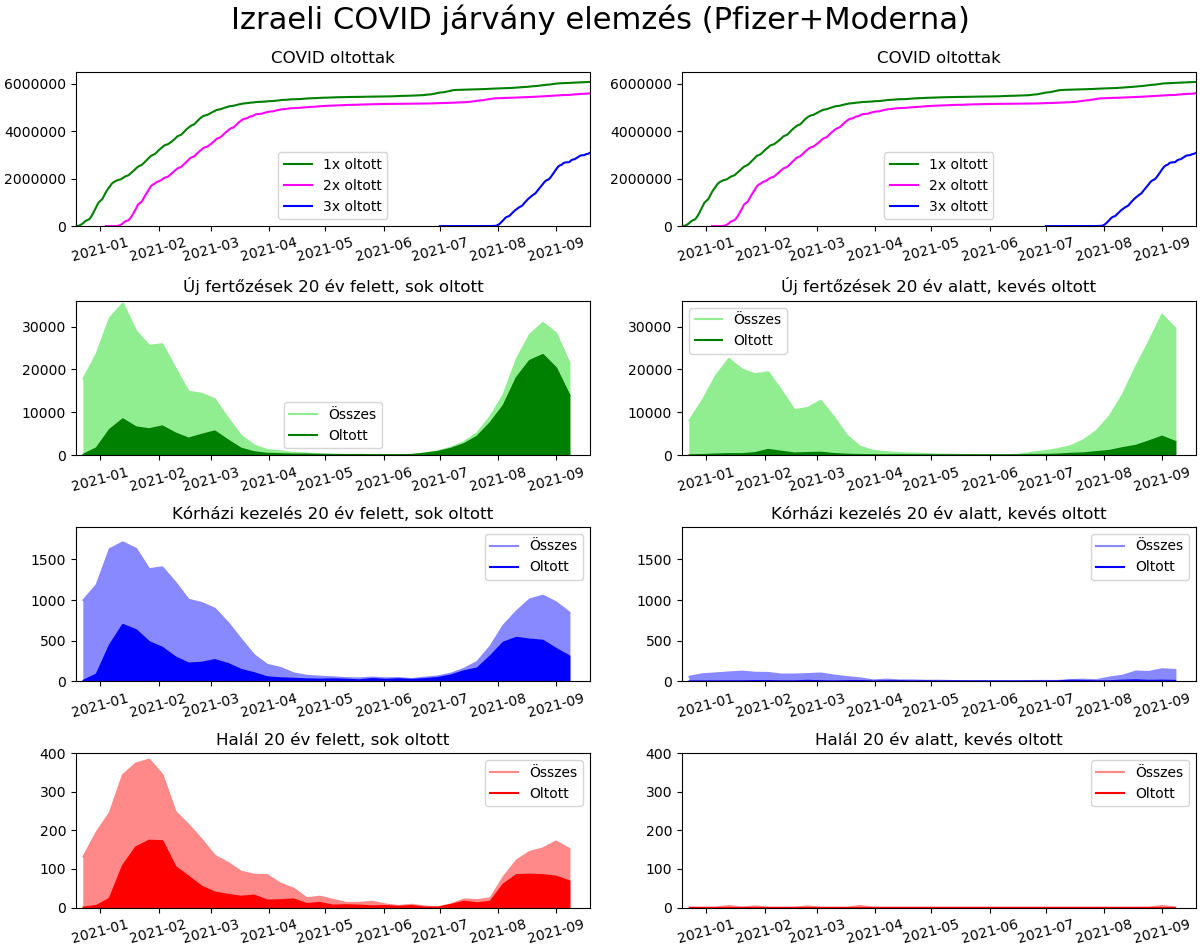 Izraeli COVID járvány elemzés (Pfizer+Moderna)
COVID oltottak
6000000
4000000
2000000
0
1x oltott
2x oltott
3x oltott
2021-01 2021-02 2021-03 2021-04 2021-05 2021-06 2021-07 2021-08 2021-09
COVID oltottak
6000000
4000000
2000000
0
1x oltott
2x oltott
3x oltott
2021-01 2021-02 2021-03 2021-04 2021-05 2021-06 2021-07 2021-08 2021-09
Új fertőzések 20 év felett, sok oltott
30000
20000
10000
0
Összes
Oltott
2021-01 2021-02 2021-03 2021-04 2021-05 2021-06 2021-07 2021-08 2021-09
Új fertőzések 20 év alatt, kevés oltott
30000
20000
10000
0
Összes
Oltott
2021-01 2021-02 2021-03 2021-04 2021-05 2021-06 2021-07 2021-08 2021-09
Kórházi kezelés 20 év felett, sok oltott
1500
1000
500
0
Összes
Oltott
2021-01 2021-02 2021-03 2021-04 2021-05 2021-06 2021-07 2021-08 2021-09
Kórházi kezelés 20 év alatt, kevés oltott
1500
1000
500
0
Összes
Oltott
2021-01 2021-02 2021-03 2021-04 2021-05 2021-06 2021-07 2021-08 2021-09
Halál 20 év felett, sok oltott
400
300
200
100
0
Összes
Oltott
2021-01 2021-02 2021-03 2021-04 2021-05 2021-06 2021-07 2021-08 2021-09
Halál 20 év alatt, kevés oltott
400
300
200
100
0
Összes
Oltott
2021-01 2021-02 2021-03 2021-04 2021-05 2021-06 2021-07 2021-08 2021-09